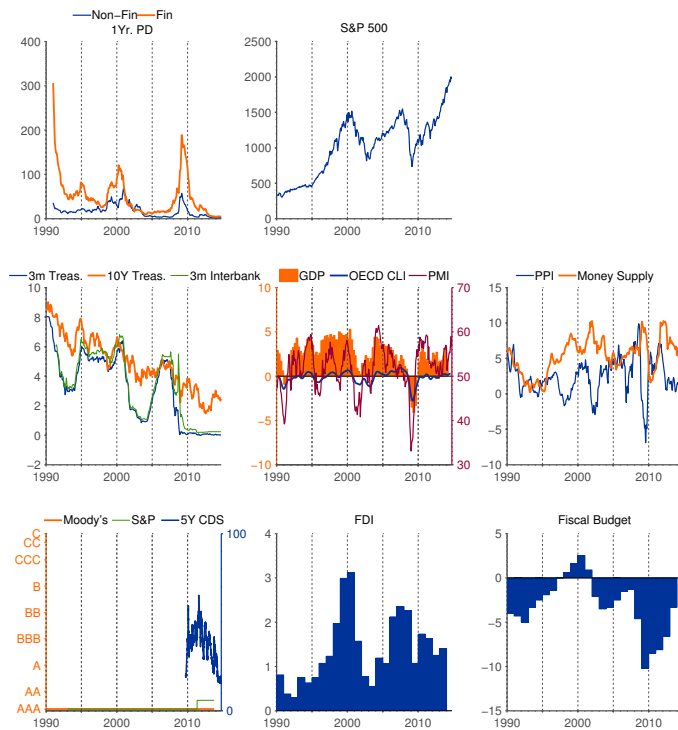 Non-Fin Fin
1Yr. PD
400
300
200
100
0
1990 2000 2010
S&P 500
2500
2000
1500
1000
500
0
1990 2000 2010
3m Treas. 10Y Treas. 3m Interbank
10
8
6
4
2
0
−2
1990 2000 2010
GDP OECD CLI PMI
10 70
5 60
0 50
−5 40
−10 30
1990 2000 2010
PPI Money Supply
15
10
5
0
−5
−10
1990 2000 2010
Moody's S&P 5Y CDS
C 100
CC
CCC
B
BB
BBB
A
AA
AAA 0
1990 2000 2010
FDI
4
3
2
1
0
1990 2000 2010
Fiscal Budget
5
0
−5
−10
−15
1990 2000 2010